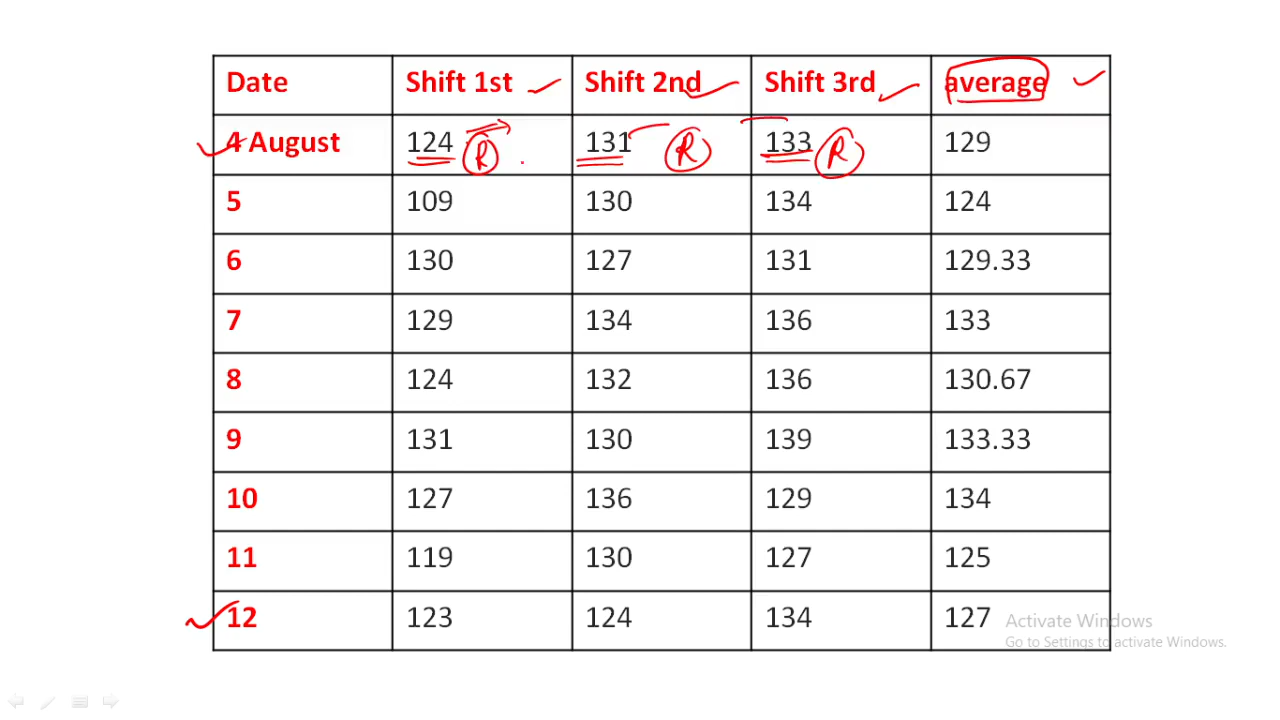 Date Shift 1st Shift 2nd Shift 3rd average
4 August 124 R 131 R 133 R 129
5 109 130 134 124
6 130 127 131 129.33
7 129 134 136 133
8 124 132 136 130.67
9 131 130 139 133.33
10 127 136 129 134
11 119 130 127 125
12 123 124 134 127
Activate Windows
Go to Settings to activate Windows.